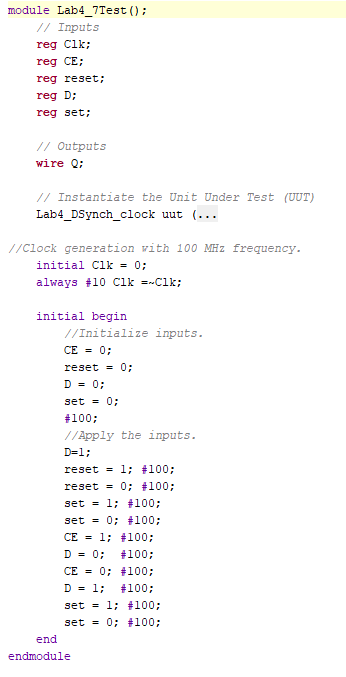 module Lab4_7Test();
// Inputs
reg Clk;
reg CE;
reg reset;
reg D;
reg set;
// Outputs
wire Q;
// Instantiate the Unit Under Test (UUT)
Lab4_DSynch_clock uut (...
//Clock generation with 100 MHz frequency.
initial Clk = 0;
always #10 Clk =~Clk;
initial begin
//Initialize inputs.
CE = 0;
reset = 0;
D = 0;
set = 0;
#100;
//Apply the inputs.
D=1;
reset = 1; #100;
reset = 0; #100;
set = 1; #100;
set = 0; #100;
CE = 1; #100;
D = 0;  #100;
CE = 0; #100;
D = 1;  #100;
set = 1; #100;
set = 0; #100;
end
endmodule